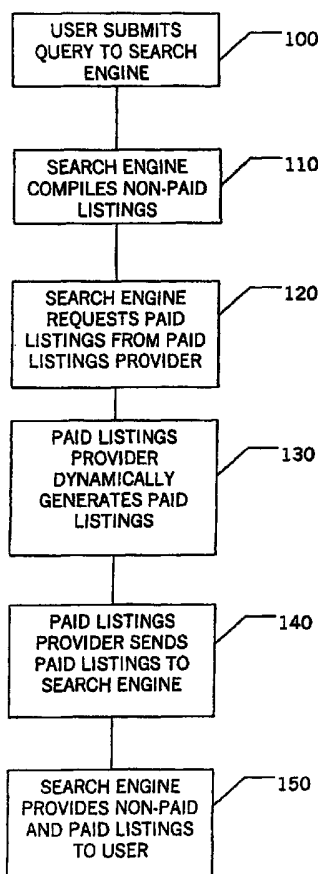 USER SUBMITS
QUERY TO SEARCH
ENGINE
100
SEARCH ENGINE
COMPILES NON-PAID
LISTINGS
110
SEARCH ENGINE
REQUESTS PAID
LISTINGS FROM PAID
LISTINGS PROVIDER
120
PAID LISTINGS
PROVIDER
DYNAMICALLY
GENERATES PAID
LISTINGS
130
PAID LISTINGS
PROVIDER SENDS
PAID LISTINGS TO
SEARCH ENGINE
140
SEARCH ENGINE
PROVIDES NON-PAID
AND PAID LISTINGS
TO USER
150